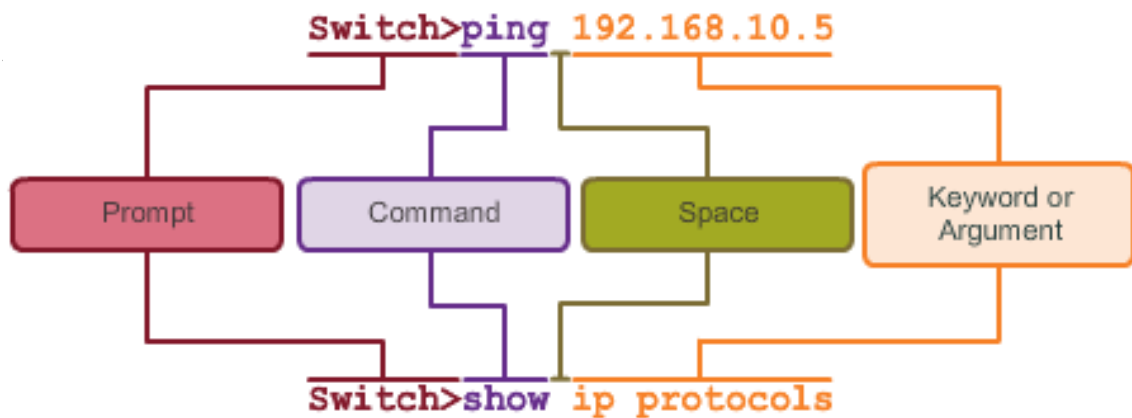 Switch>ping 192.168.10.5
Prompt
Command
Space
Keyword or
Argument
Switch>show ip protocols